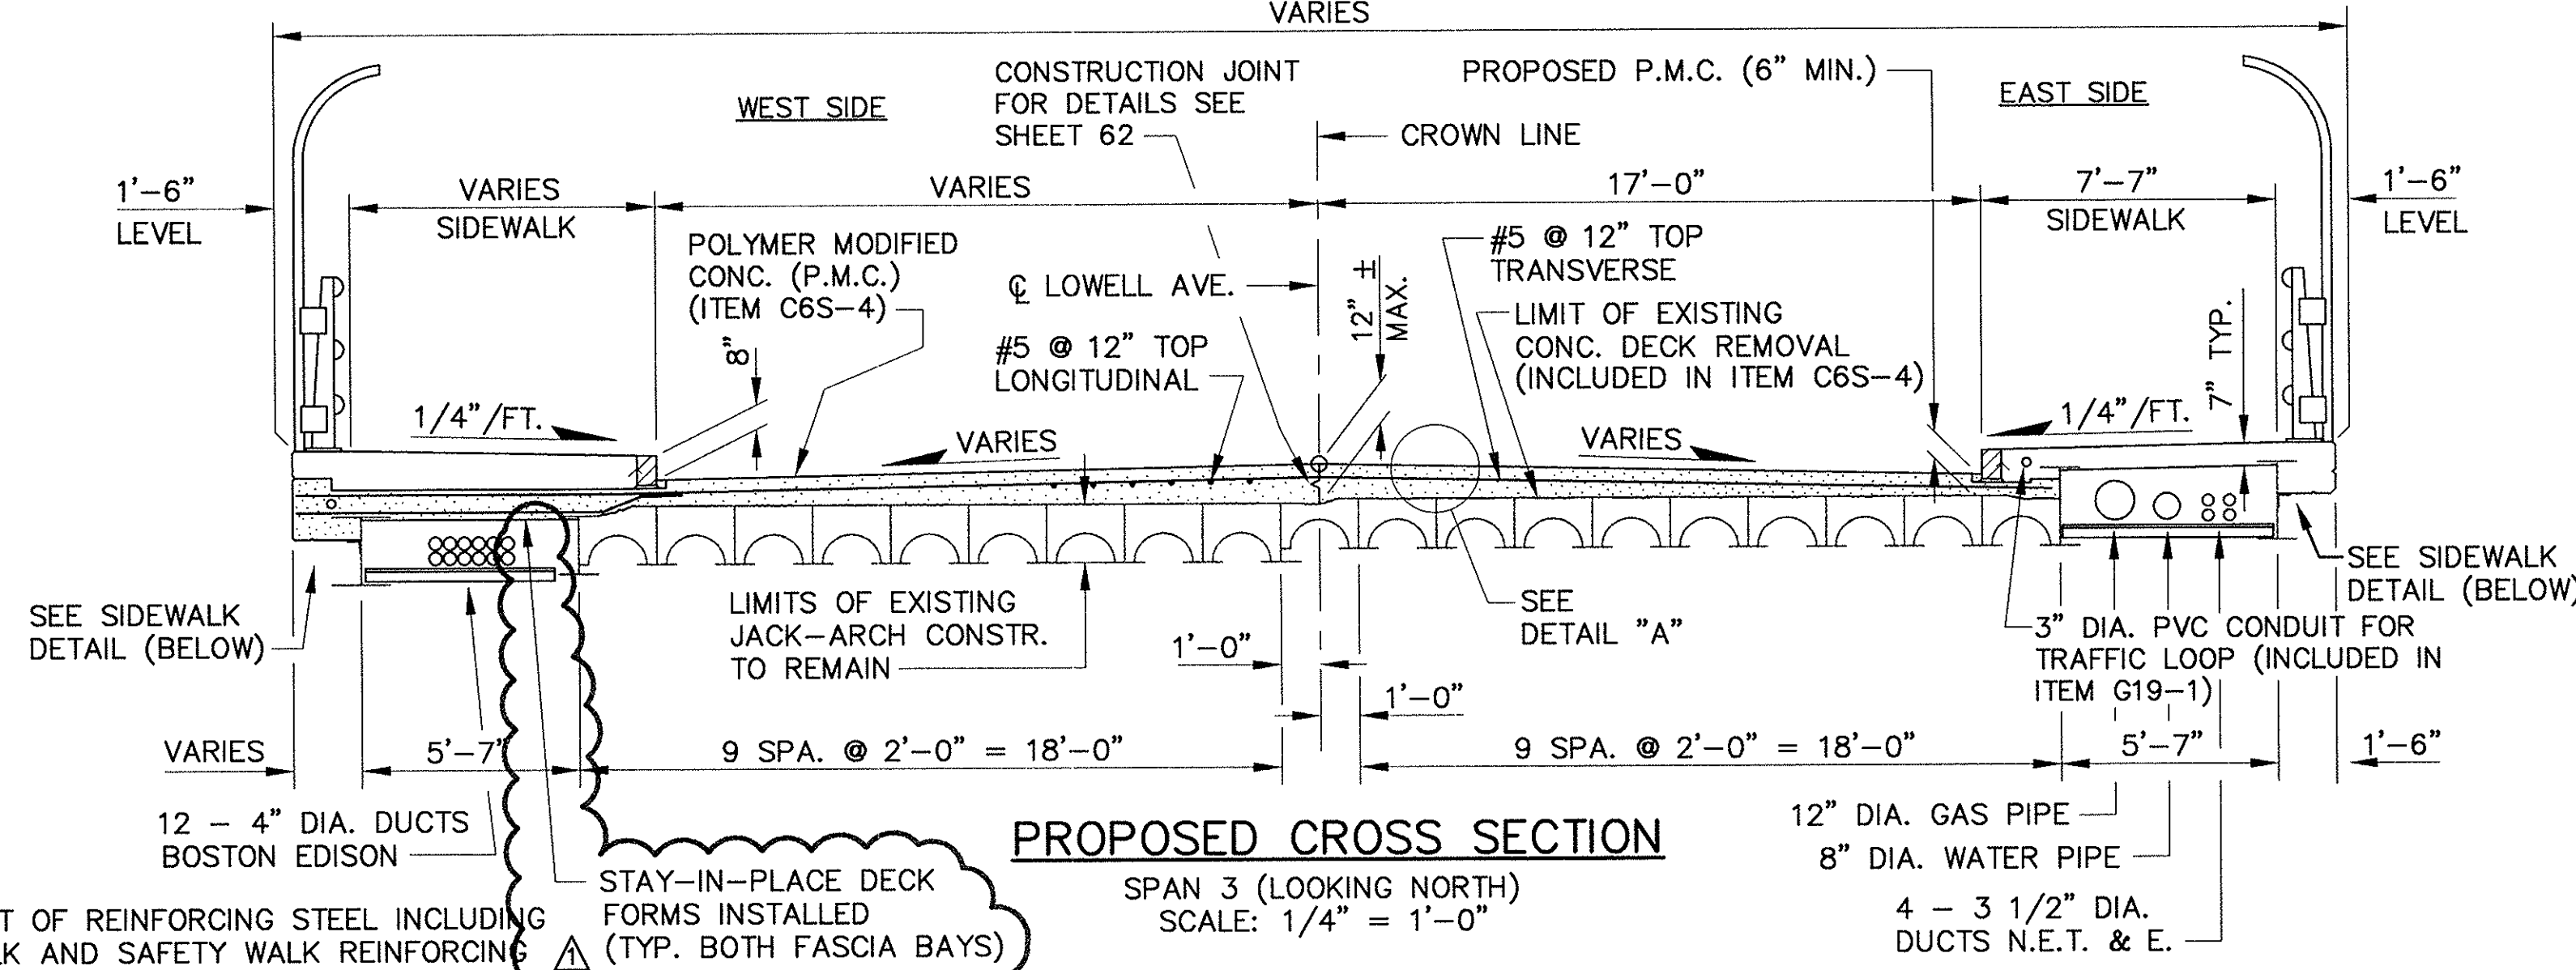 VARIES
CONSTRUCTION JOINT
FOR DETAILS SEE
SHEET 62
PROPOSED P.M.C. (6" MIN.)
WEST SIDE
EAST SIDE
CROWN LINE
1'-6"
LEVEL
VARIES
SIDEWALK
VARIES
17'-0"
7'-7"
SIDEWALK
1'-6"
LEVEL
POLYMER MODIFIED
CONC. (P.M.C.)
(ITEM C6S-4)
8"
℄ LOWELL AVE.
12" ±
MAX.
#5 @ 12" TOP
TRANSVERSE
#5 @ 12" TOP
LONGITUDINAL
LIMIT OF EXISTING
CONC. DECK REMOVAL
(INCLUDED IN ITEM C6S-4)
7" TYP.
1/4"/FT.
VARIES
VARIES
1/4"/FT.
SEE SIDEWALK
DETAIL (BELOW)
LIMITS OF EXISTING
JACK-ARCH CONSTR.
TO REMAIN
SEE
DETAIL "A"
SEE SIDEWALK
DETAIL (BELOW)
3" DIA. PVC CONDUIT FOR
TRAFFIC LOOP (INCLUDED IN
ITEM G19-1)
1'-0"
1'-0"
VARIES
5'-7"
9 SPA. @ 2'-0" = 18'-0"
9 SPA. @ 2'-0" = 18'-0"
5'-7"
1'-6"
12 - 4" DIA. DUCTS
BOSTON EDISON
PROPOSED CROSS SECTION
SPAN 3 (LOOKING NORTH)
SCALE: 1/4" = 1'-0"
12" DIA. GAS PIPE
8" DIA. WATER PIPE
4 - 3 1/2" DIA.
DUCTS N.E.T. & E.
STAY-IN-PLACE DECK
FORMS INSTALLED
(TYP. BOTH FASCIA BAYS)
1
T OF REINFORCING STEEL INCLUDING
K AND SAFETY WALK REINFORCING